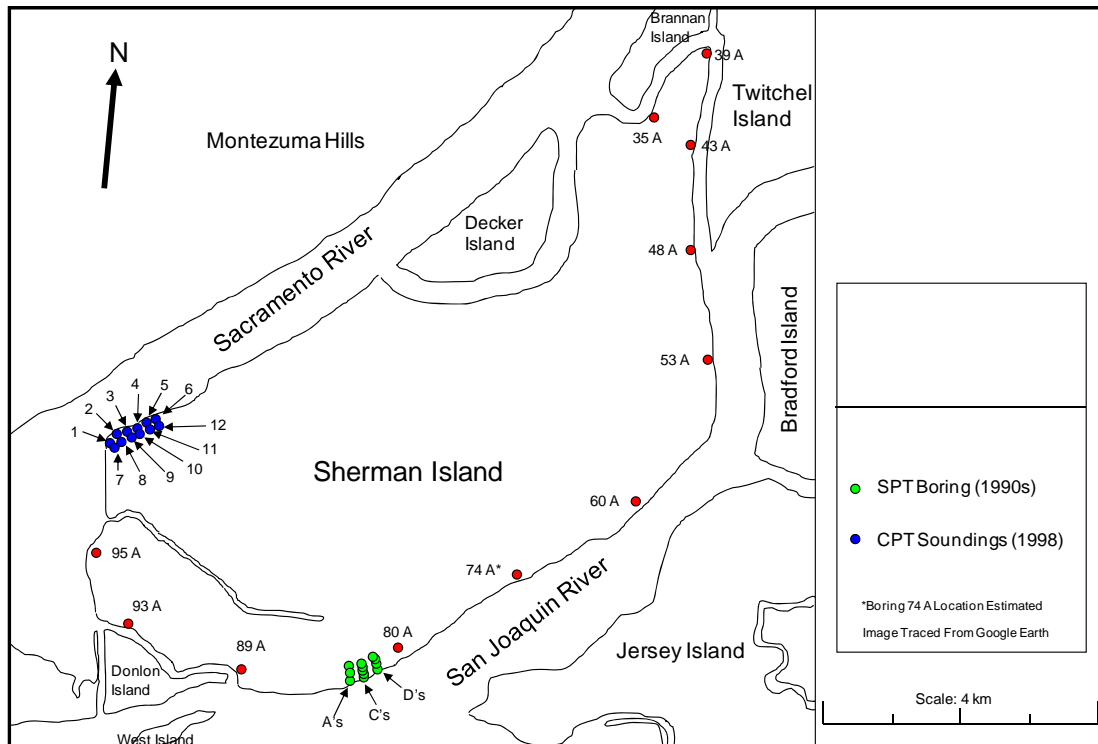 Brannan
Island
N
39 A
Twitchel
Island
Montezuma Hills
35 A
43 A
Decker
Island
48 A
Sacramento River
Bradford Island
53 A
1
2
3
4
5
6
12
11
10
9
8
7
Sherman Island
SPT Boring (1990s)
60 A
CPT Soundings (1998)
95 A
74 A*
San Joaquin River
*Boring 74 A Location Estimated
93 A
Image Traced From Google Earth
80 A
89 A
Jersey Island
Donlon
Island
D's
A's
C's
Scale: 4 km
West Island